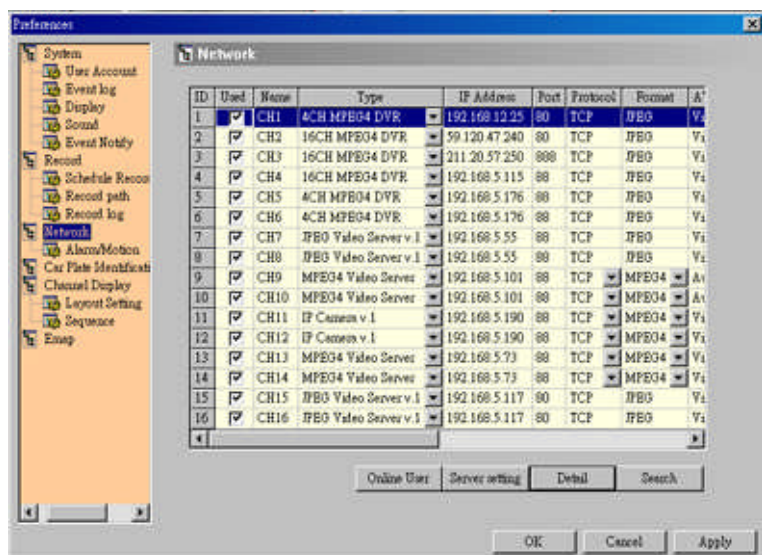 Preferences
System
User Account
Event log
Display
Sound
Event Notify
Record
Schedule Recor
Record path
Record log
Network
Alarm/Motion
Car Plate Identificati
Channel Display
Layout Setting
Sequence
Emap
Network
ID Used Name Type IP Address Port Protocol Format
1 CH1 4CH MPEG4 DVR 192.168.12.25 80 TCP JPEG
2 CH2 16CH MPEG4 DVR 59.120.47.240 80 TCP JPEG
3 CH3 16CH MPEG4 DVR 211.20.57.250 888 TCP JPEG
4 CH4 16CH MPEG4 DVR 192.168.5.115 88 TCP JPEG
5 CH5 4CH MPEG4 DVR 192.168.5.176 88 TCP JPEG
6 CH6 4CH MPEG4 DVR 192.168.5.176 88 TCP JPEG
7 CH7 JPEG Video Server v.1 192.168.5.55 88 TCP JPEG
8 CH8 JPEG Video Server v.1 192.168.5.55 88 TCP JPEG
9 CH9 MPEG4 Video Server 192.168.5.101 88 TCP MPEG4
10 CH10 MPEG4 Video Server 192.168.5.101 88 TCP MPEG4
11 CH11 IP Camera v.1 192.168.5.190 88 TCP MPEG4
12 CH12 IP Camera v.1 192.168.5.190 88 TCP MPEG4
13 CH13 MPEG4 Video Server 192.168.5.73 88 TCP MPEG4
14 CH14 MPEG4 Video Server 192.168.5.73 88 TCP MPEG4
15 CH15 JPEG Video Server v.1 192.168.5.117 80 TCP JPEG
16 CH16 JPEG Video Server v.1 192.168.5.117 80 TCP JPEG
Online User Server setting Detail Search
OK Cancel Apply